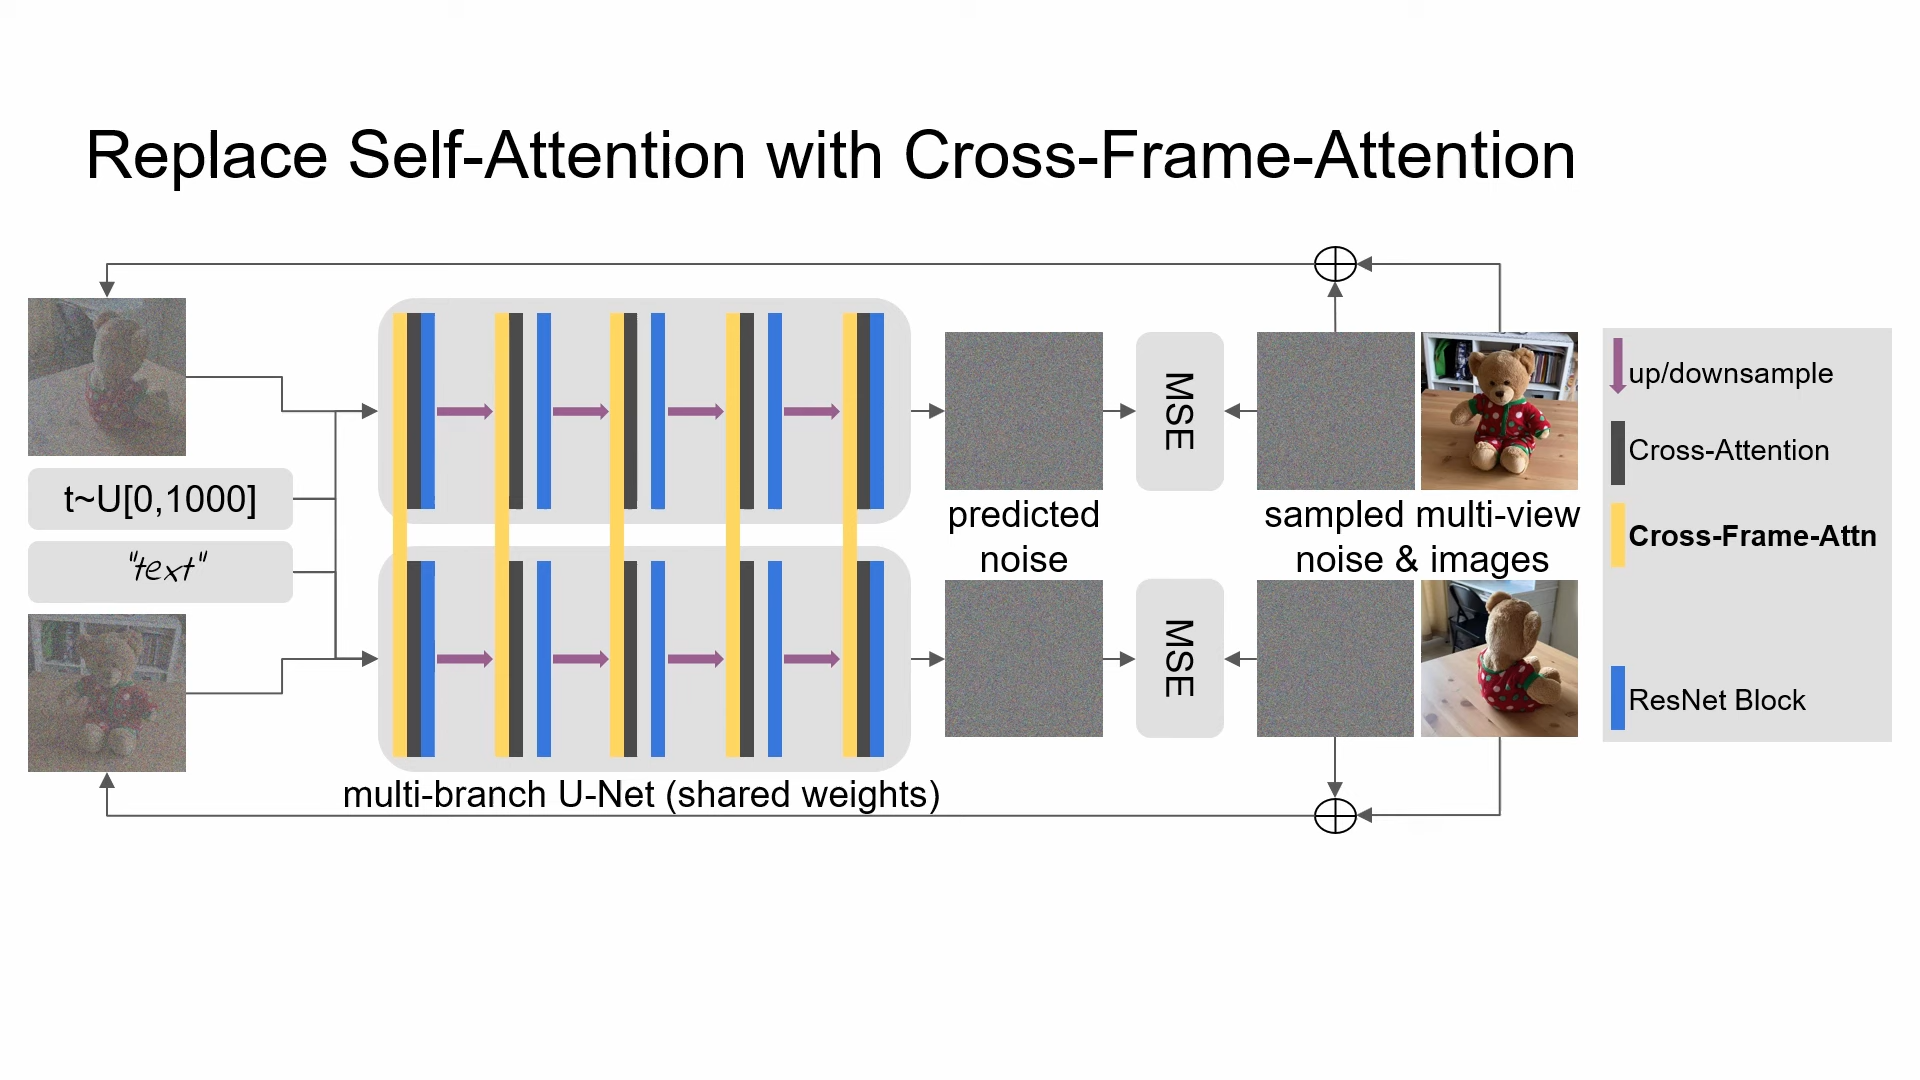 Replace Self-Attention with Cross-Frame-Attention
t~U[0,1000]
"text"
multi-branch U-Net (shared weights)
predicted
noise
MSE
MSE
sampled multi-view
noise & images
up/downsample
Cross-Attention
Cross-Frame-Attn
ResNet Block